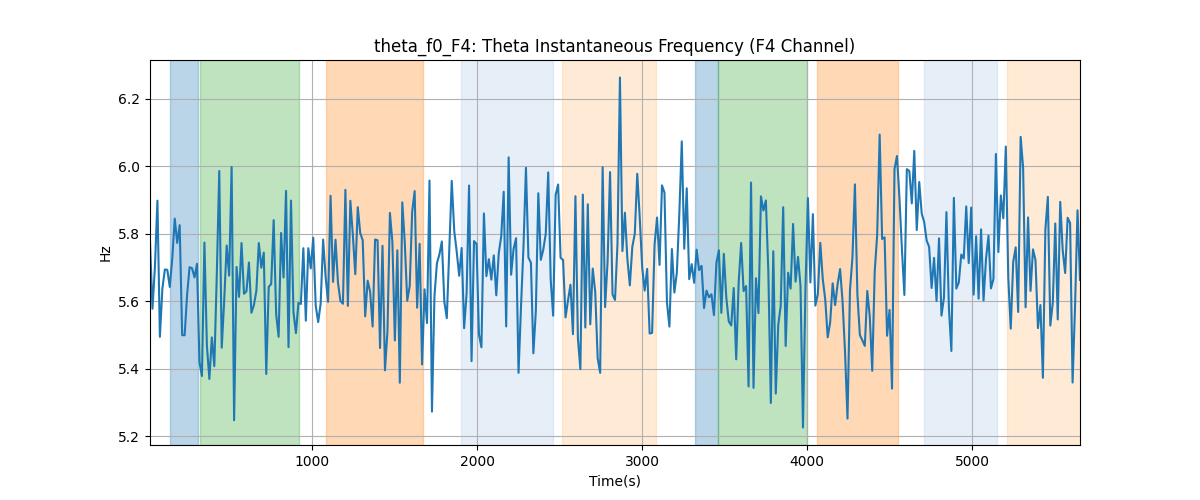 theta_f0_F4: Theta Instantaneous Frequency (F4 Channel)
Hz
6.2
6.0
5.8
5.6
5.4
5.2
1000 2000 3000 4000 5000
Time(s)